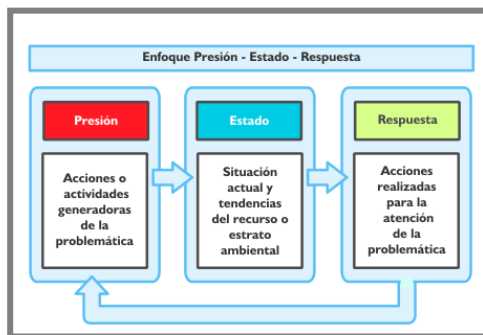 Enfoque Presión - Estado - Respuesta
Presión
Acciones o
actividades
generadoras
de la
problemática
Estado
Situación
actual y
tendencias
del recurso o
estrato
ambiental
Respuesta
Acciones
realizadas
para la
atención
de la
problemática